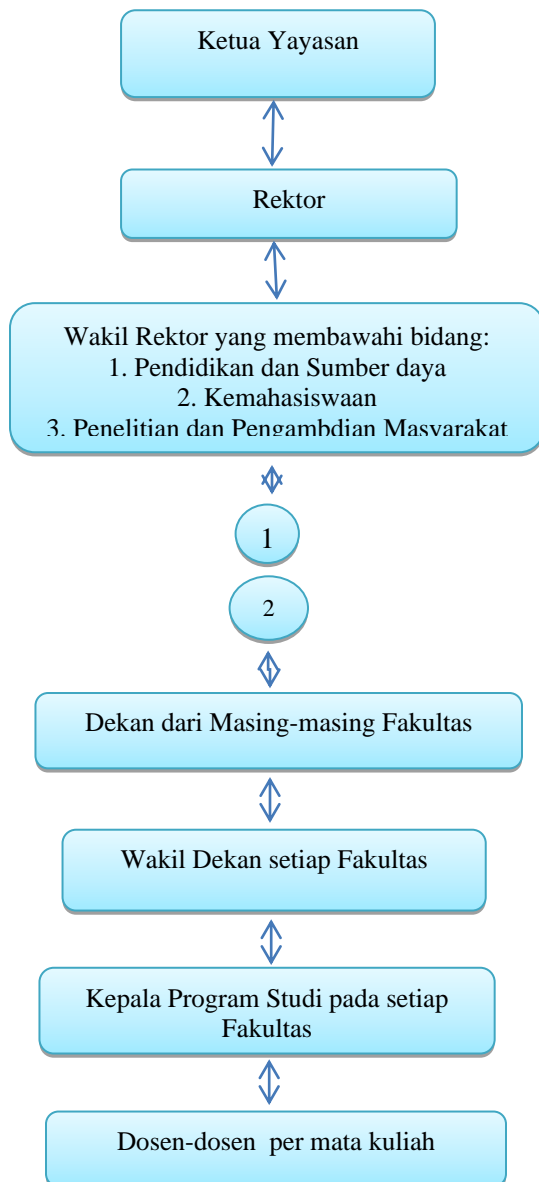 Ketua Yayasan
Rektor
Wakil Rektor yang membawahi bidang:
1. Pendidikan dan Sumber daya
2. Kemahasiswaan
3. Penelitian dan Pengambdian Masyarakat
1
2
Dekan dari Masing-masing Fakultas
Wakil Dekan setiap Fakultas
Kepala Program Studi pada setiap
Fakultas
Dosen-dosen per mata kuliah